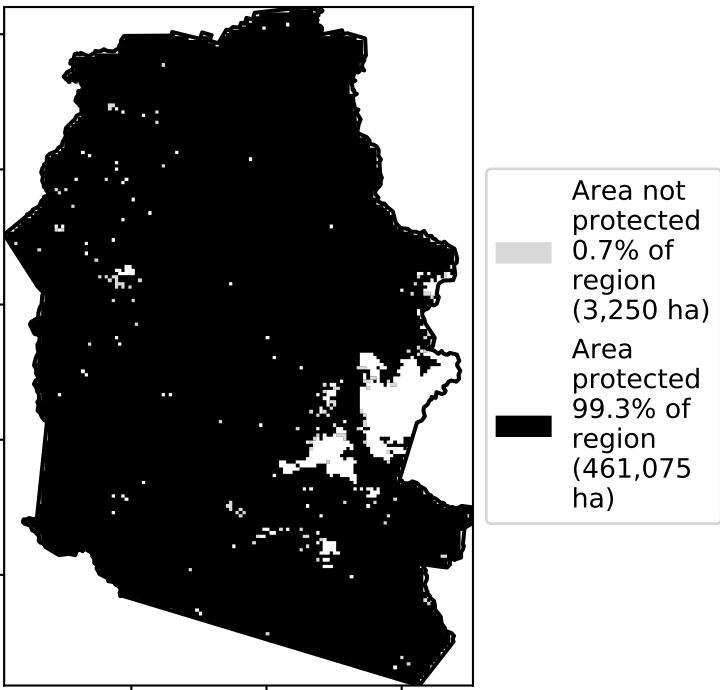 Area not
protected
0.7% of
region
(3,250 ha)
Area
protected
99.3% of
region
(461,075
ha)